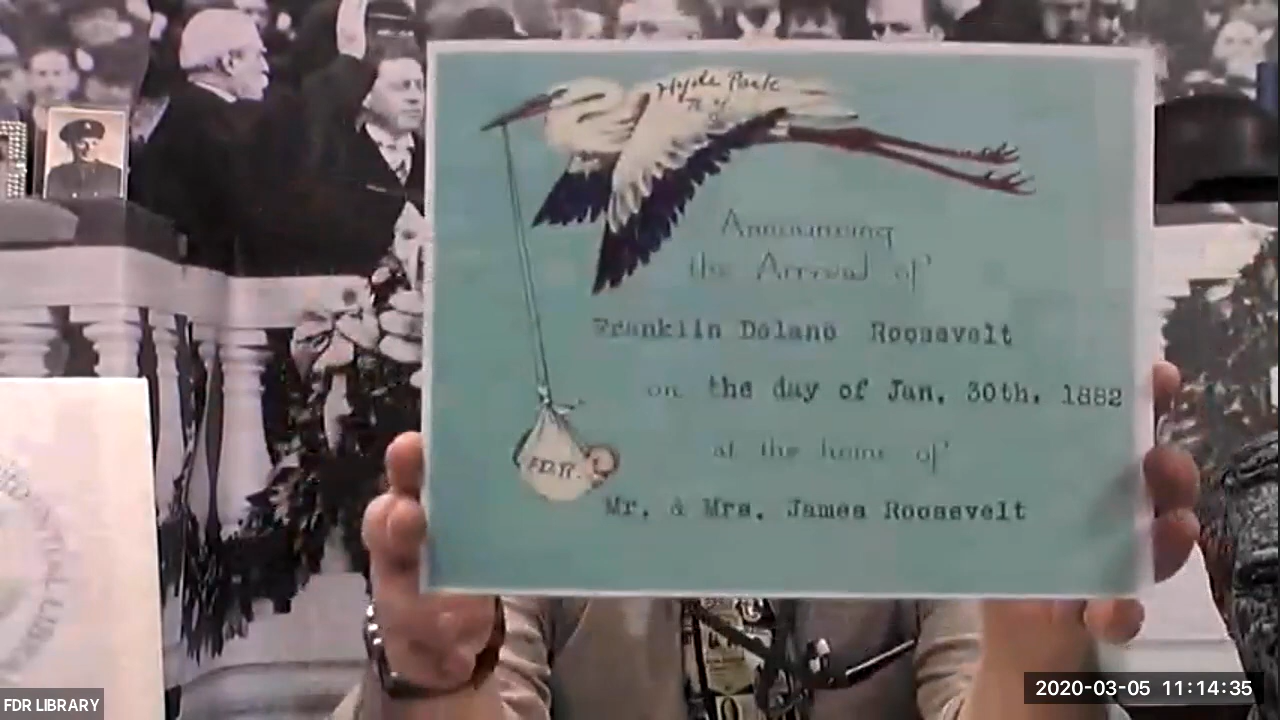 Hyde Park
N.Y.
Announcing
the Arrival of
Franklin Delano Roosevelt
on the day of Jan. 30th. 1882
at the home of
F.D.R.
Mr. & Mrs. James Roosevelt
FDR LIBRARY
2020-03-05 11:14:35